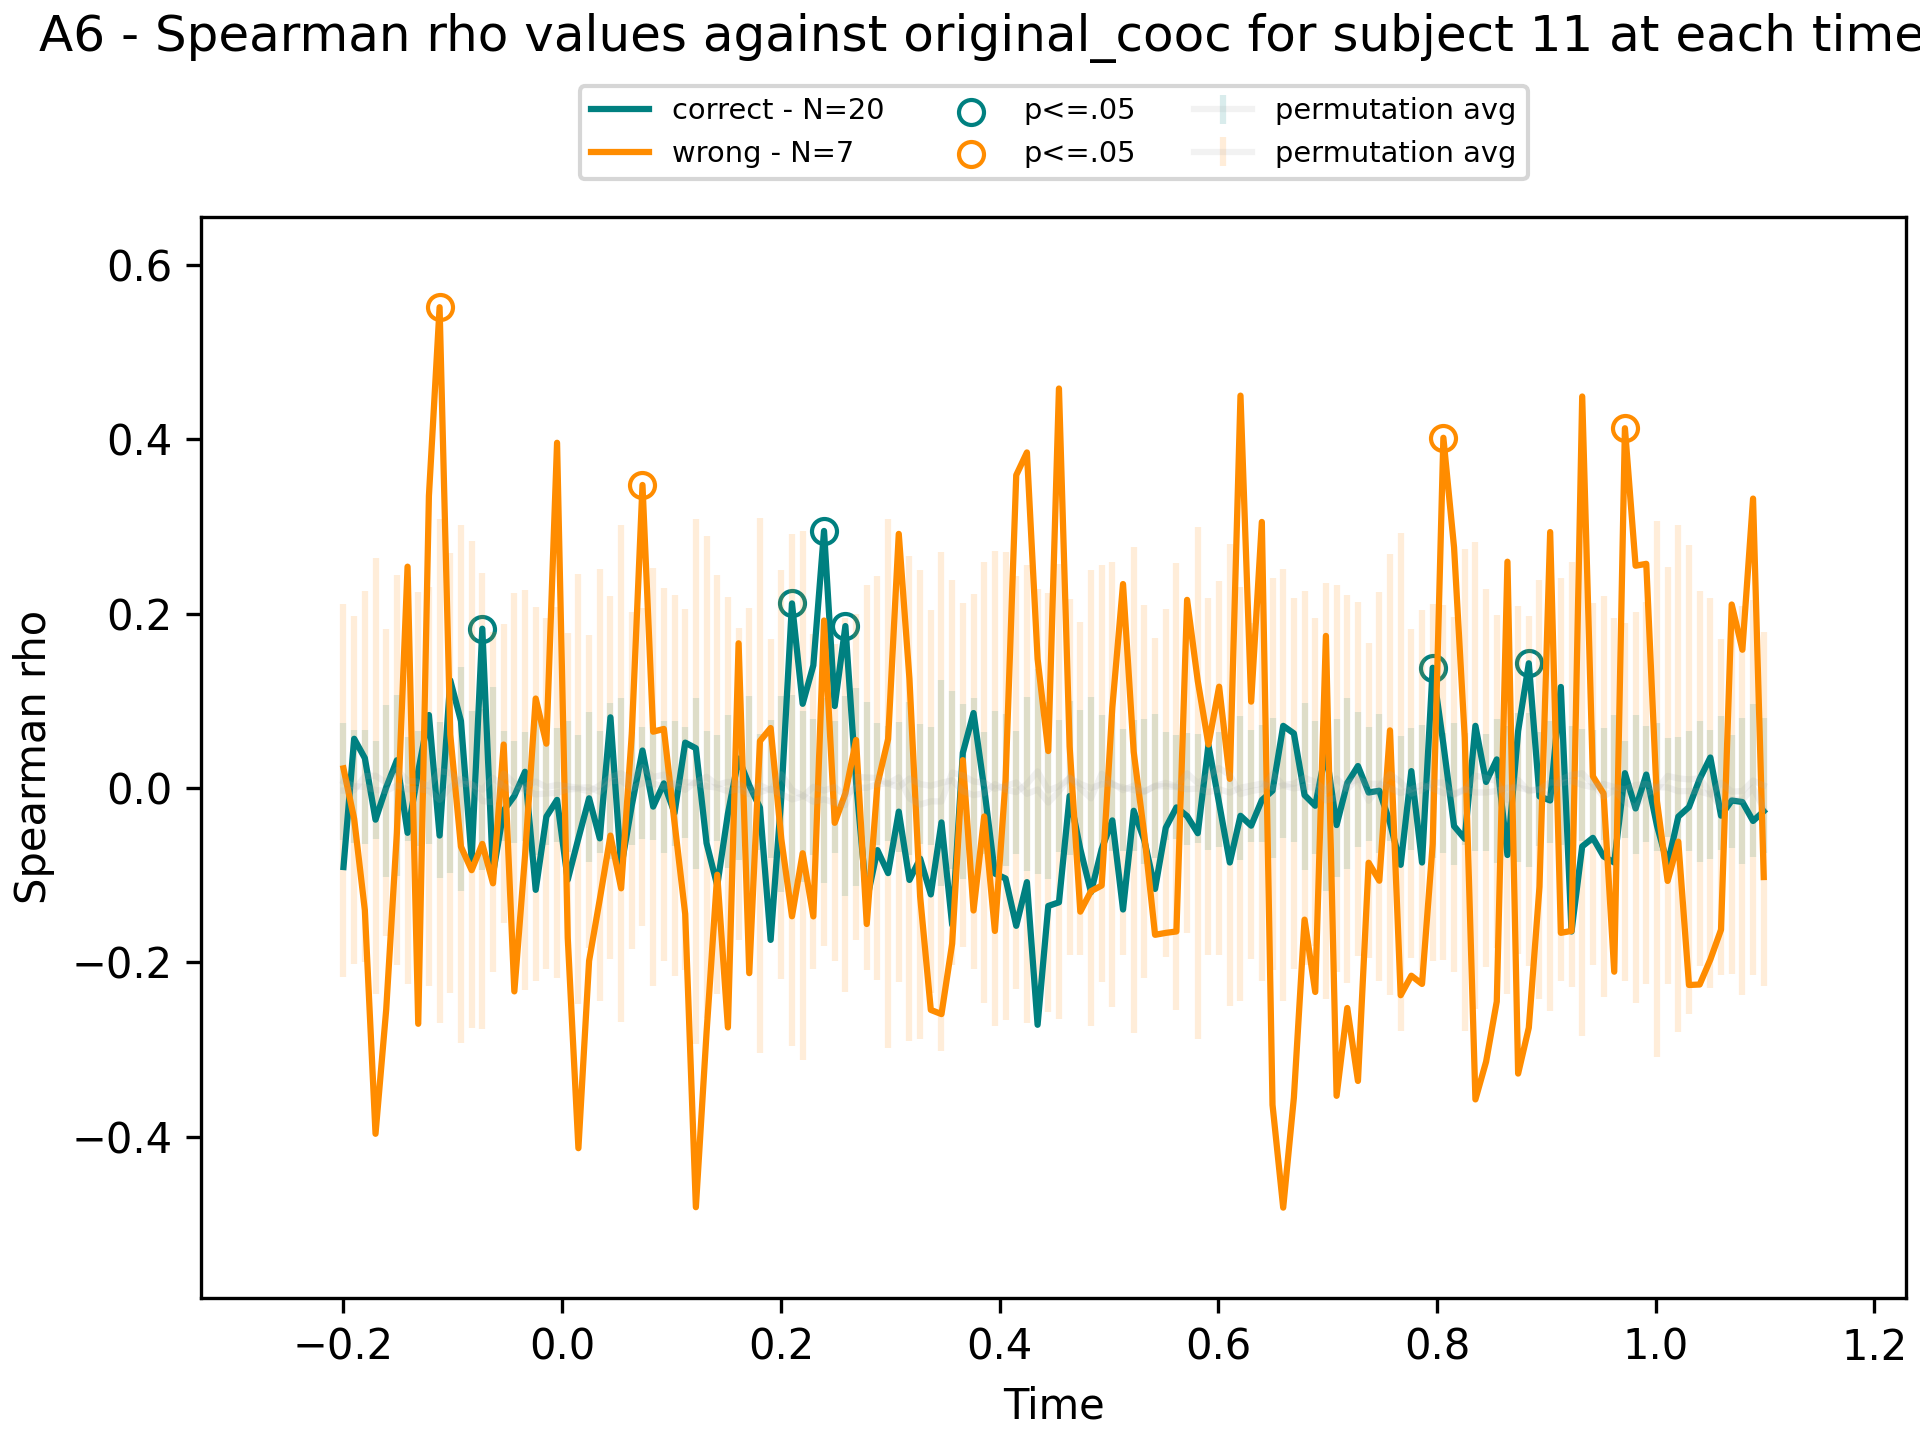 A6 - Spearman rho values against original_cooc for subject 11 at each time
correct - N=20
wrong - N=7
p<=.05
p<=.05
permutation avg
permutation avg
Spearman rho
0.6
0.4
0.2
0.0
−0.2
−0.4
−0.2 0.0 0.2 0.4 0.6 0.8 1.0 1.2
Time